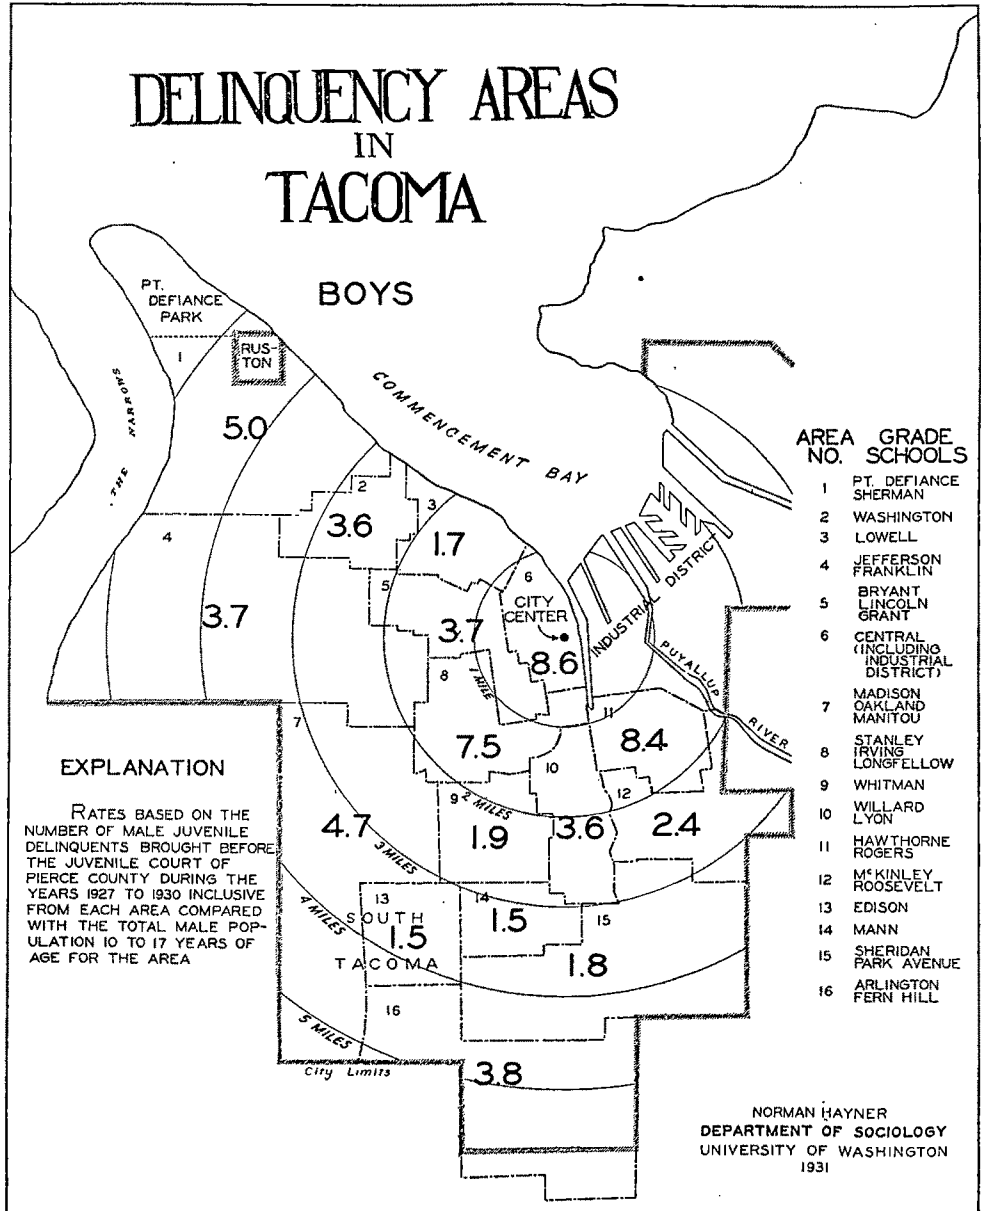 DELINQUENCY AREAS
IN
TACOMA
BOYS
PT.
DEFIANCE
PARK
1
RUS-
TON
THE NARROWS
COMMENCEMENT BAY
5.0
2
3.6
3
1.7
4
3.7
5
3.7
6
CITY
CENTER
8.6
INDUSTRIAL DISTRICT
PUYALLUP
RIVER
1 MILE
7
4.7
8
7.5
9
2 MILES
1.9
10
3.6
11
8.4
12
2.4
3 MILES
13
SOUTH
1.5
TACOMA
14
1.5
15
1.8
4 MILES
16
5 MILES
City Limits
3.8
AREA GRADE
NO. SCHOOLS
1 PT. DEFIANCE
SHERMAN
2 WASHINGTON
3 LOWELL
4 JEFFERSON
FRANKLIN
5 BRYANT
LINCOLN
GRANT
6 CENTRAL
(INCLUDING
INDUSTRIAL
DISTRICT)
7 MADISON
OAKLAND
MANITOU
8 STANLEY
IRVING
LONGFELLOW
9 WHITMAN
10 WILLARD
LYON
11 HAWTHORNE
ROGERS
12 McKINLEY
ROOSEVELT
13 EDISON
14 MANN
15 SHERIDAN
PARK AVENUE
16 ARLINGTON
FERN HILL
EXPLANATION
RATES BASED ON THE
NUMBER OF MALE JUVENILE
DELINQUENTS BROUGHT BEFORE
THE JUVENILE COURT OF
PIERCE COUNTY DURING THE
YEARS 1927 TO 1930 INCLUSIVE
FROM EACH AREA COMPARED
WITH THE TOTAL MALE POP-
ULATION 10 TO 17 YEARS OF
AGE FOR THE AREA
NORMAN HAYNER
DEPARTMENT OF SOCIOLOGY
UNIVERSITY OF WASHINGTON
1931